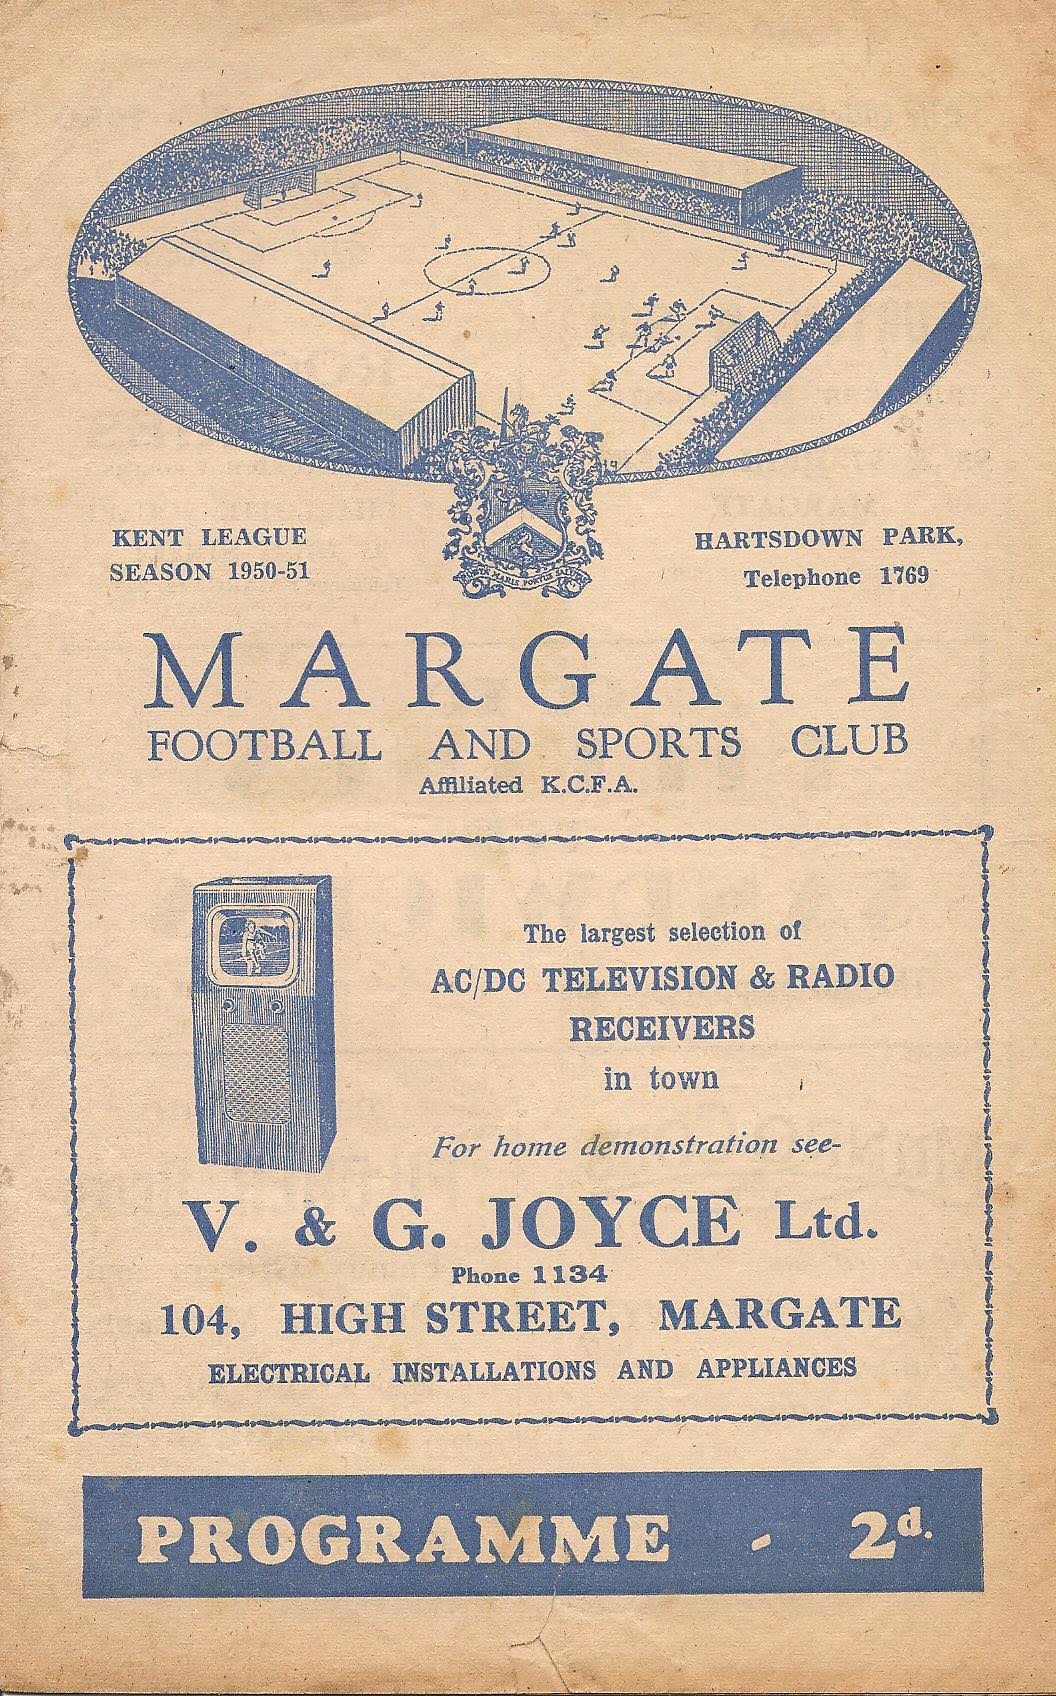 KENT LEAGUE
SEASON 1950-51
HARTSDOWN PARK,
Telephone 1769
MARGATE
FOOTBALL AND SPORTS CLUB
Affiliated K.C.F.A.
The largest selection of
AC/DC TELEVISION & RADIO
RECEIVERS
in town
For home demonstration see-
V. & G. JOYCE Ltd.
Phone 1134
104, HIGH STREET, MARGATE
ELECTRICAL INSTALLATIONS AND APPLIANCES
PROGRAMME - 2d.